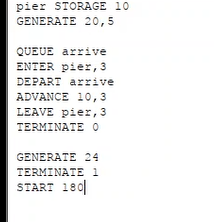 pier STORAGE 10
GENERATE 20,5
QUEUE arrive
ENTER pier,3
DEPART arrive
ADVANCE 10,3
LEAVE pier,3
TERMINATE 0
GENERATE 24
TERMINATE 1
START 180